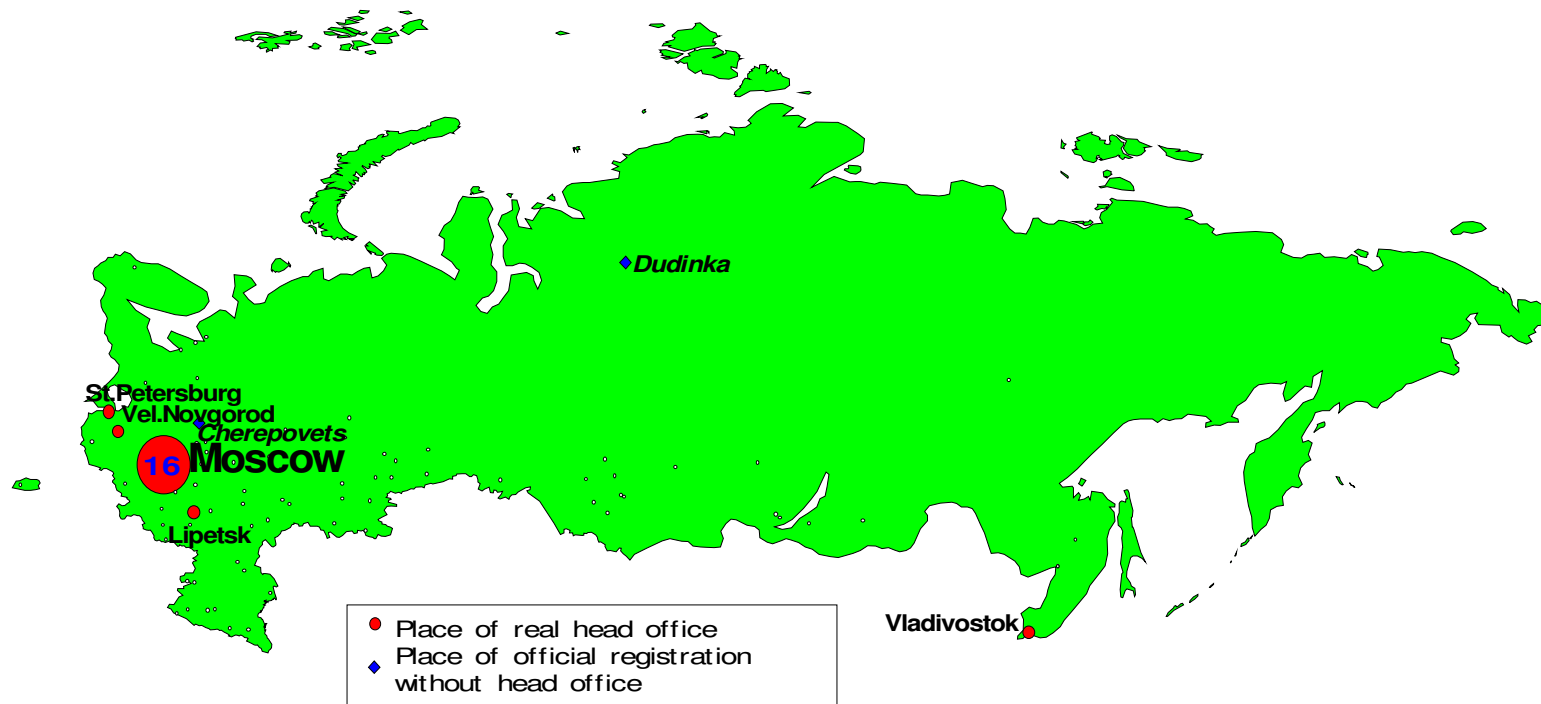 Dudinka
St.Petersburg
Vel.Novgorod
Cherepovets
16 Moscow
Lipetsk
Vladivostok
Place of real head office
Place of official registration
without head office